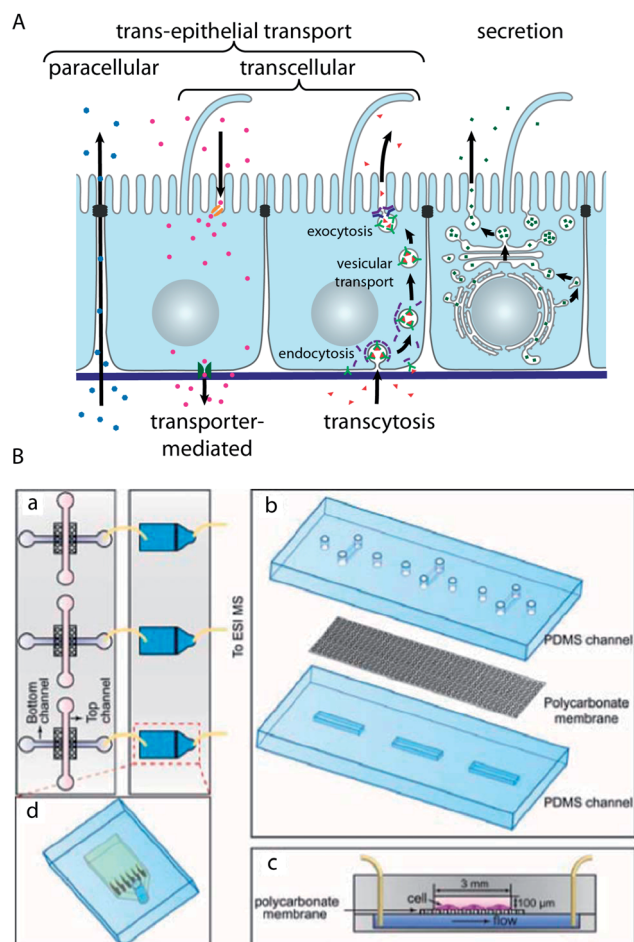 A
trans-epithelial transport
secretion
paracellular
transcellular
exocytosis
vesicular
transport
endocytosis
transporter-
mediated
transcytosis
B
a
Bottom
channel
Top
channel
To ESI MS
b
PDMS channel
Polycarbonate
membrane
PDMS channel
d
c
polycarbonate
membrane
cell
3 mm
100 μm
flow